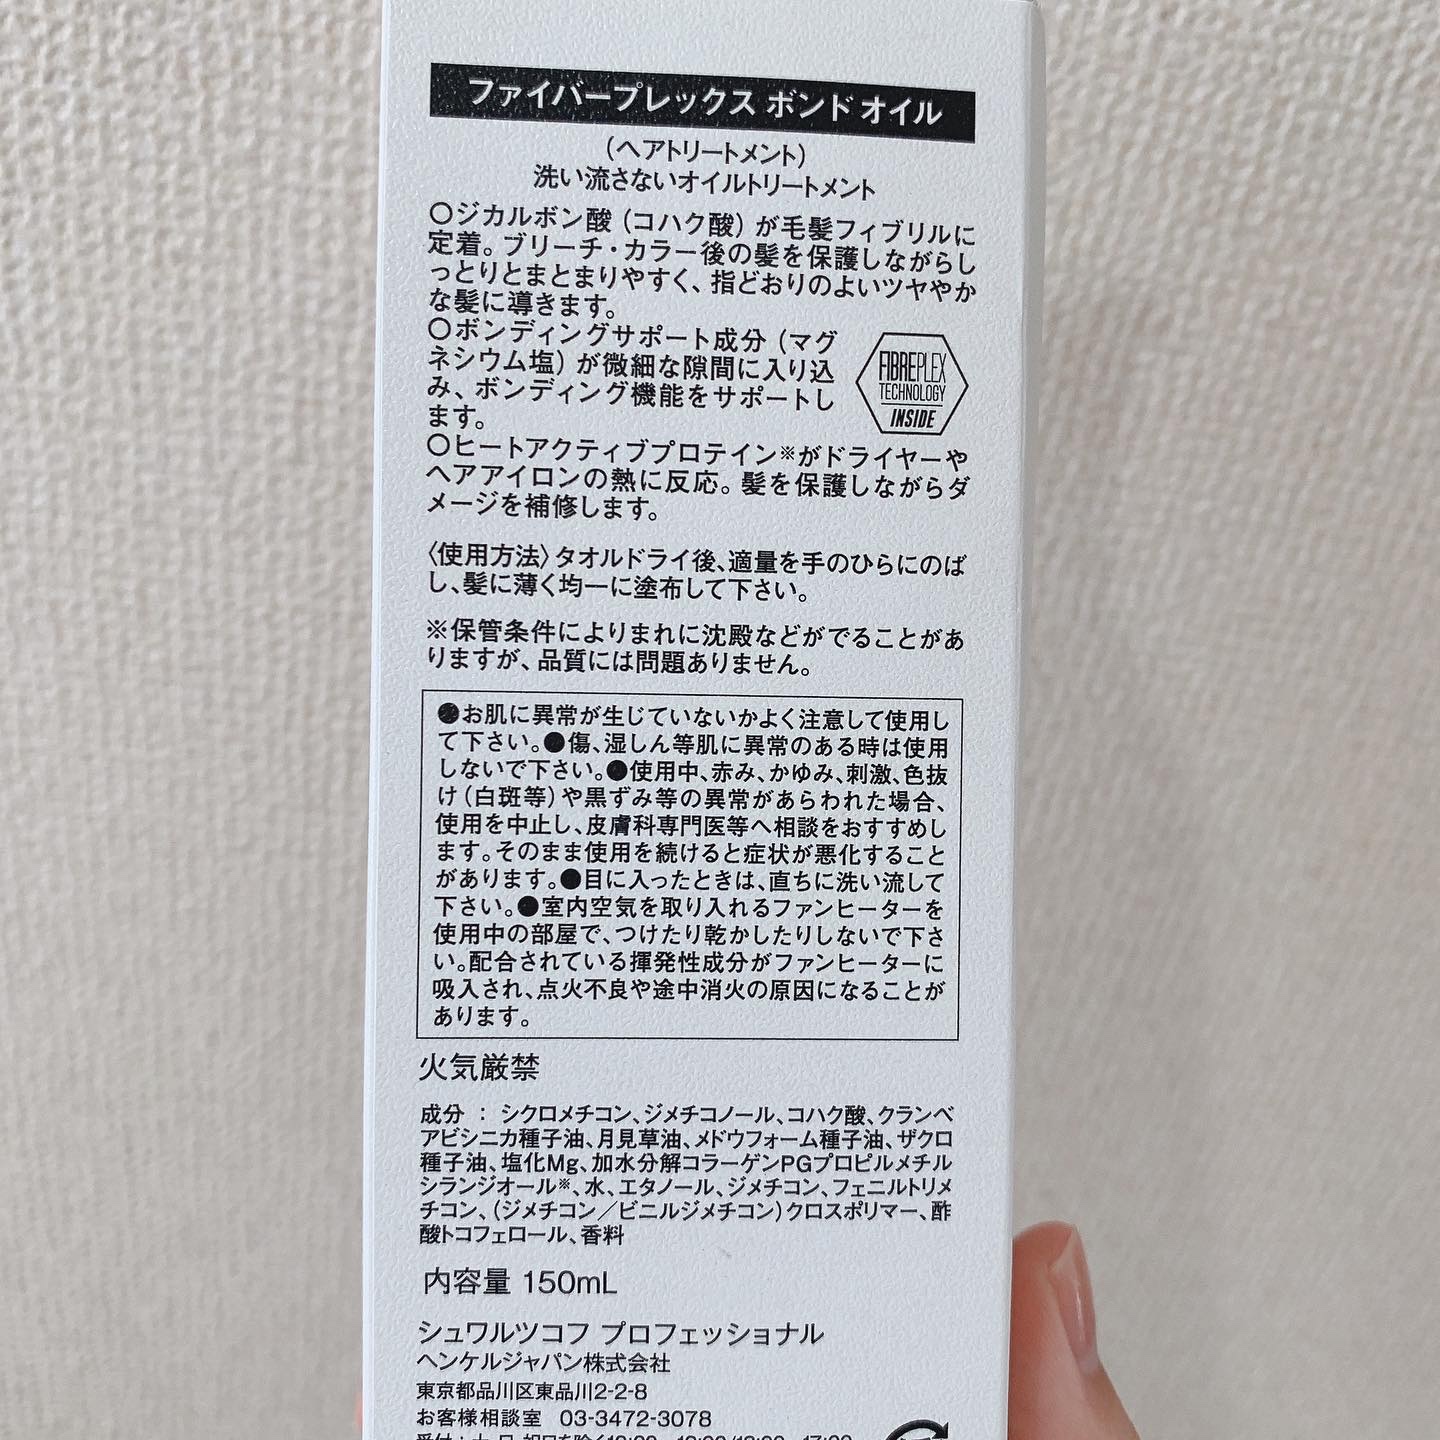 ファイバープレックス ボンド オイル
(ヘアトリートメント)
洗い流さないオイルトリートメント
○ジカルボン酸(コハク酸)が毛髪フィブリルに
定着。ブリーチ・カラー後の髪を保護しながらし
っとりとまとまりやすく、指どおりのよいツヤやか
な髪に導きます。
○ボンディングサポート成分(マグ
ネシウム塩)が微細な隙間に入り込
み、ボンディング機能をサポートし
ます。
FIBREPLEX
TECHNOLOGY
INSIDE
○ヒートアクティブプロテイン※がドライヤーや
ヘアアイロンの熱に反応。髪を保護しながらダ
メージを補修します。
〈使用方法〉タオルドライ後、適量を手のひらにのば
し、髪に薄く均一に塗布して下さい。
※保管条件によりまれに沈殿などがでることがあ
りますが、品質には問題ありません。
●お肌に異常が生じていないかよく注意して使用し
て下さい。●傷、湿しん等肌に異常のある時は使用
しないで下さい。●使用中、赤み、かゆみ、刺激、色抜
け(白斑等)や黒ずみ等の異常があらわれた場合、
使用を中止し、皮膚科専門医等へ相談をおすすめし
ます。そのまま使用を続けると症状が悪化すること
があります。●目に入ったときは、直ちに洗い流して
下さい。●室内空気を取り入れるファンヒーターを
使用中の部屋で、つけたり乾かしたりしないで下さ
い。配合されている揮発性成分がファンヒーターに
吸入され、点火不良や途中消火の原因になることが
あります。
火気厳禁
成分 : シクロメチコン、ジメチコノール、コハク酸、クランベ
アビシニカ種子油、月見草油、メドウフォーム種子油、ザクロ
種子油、塩化Mg、加水分解コラーゲンPGプロピルメチル
シランジオール※、水、エタノール、ジメチコン、フェニルトリメ
チコン、(ジメチコン/ビニルジメチコン)クロスポリマー、酢
酸トコフェロール、香料
内容量 150mL
シュワルツコフ プロフェッショナル
ヘンケルジャパン株式会社
東京都品川区東品川2-2-8
お客様相談室 03-3472-3078